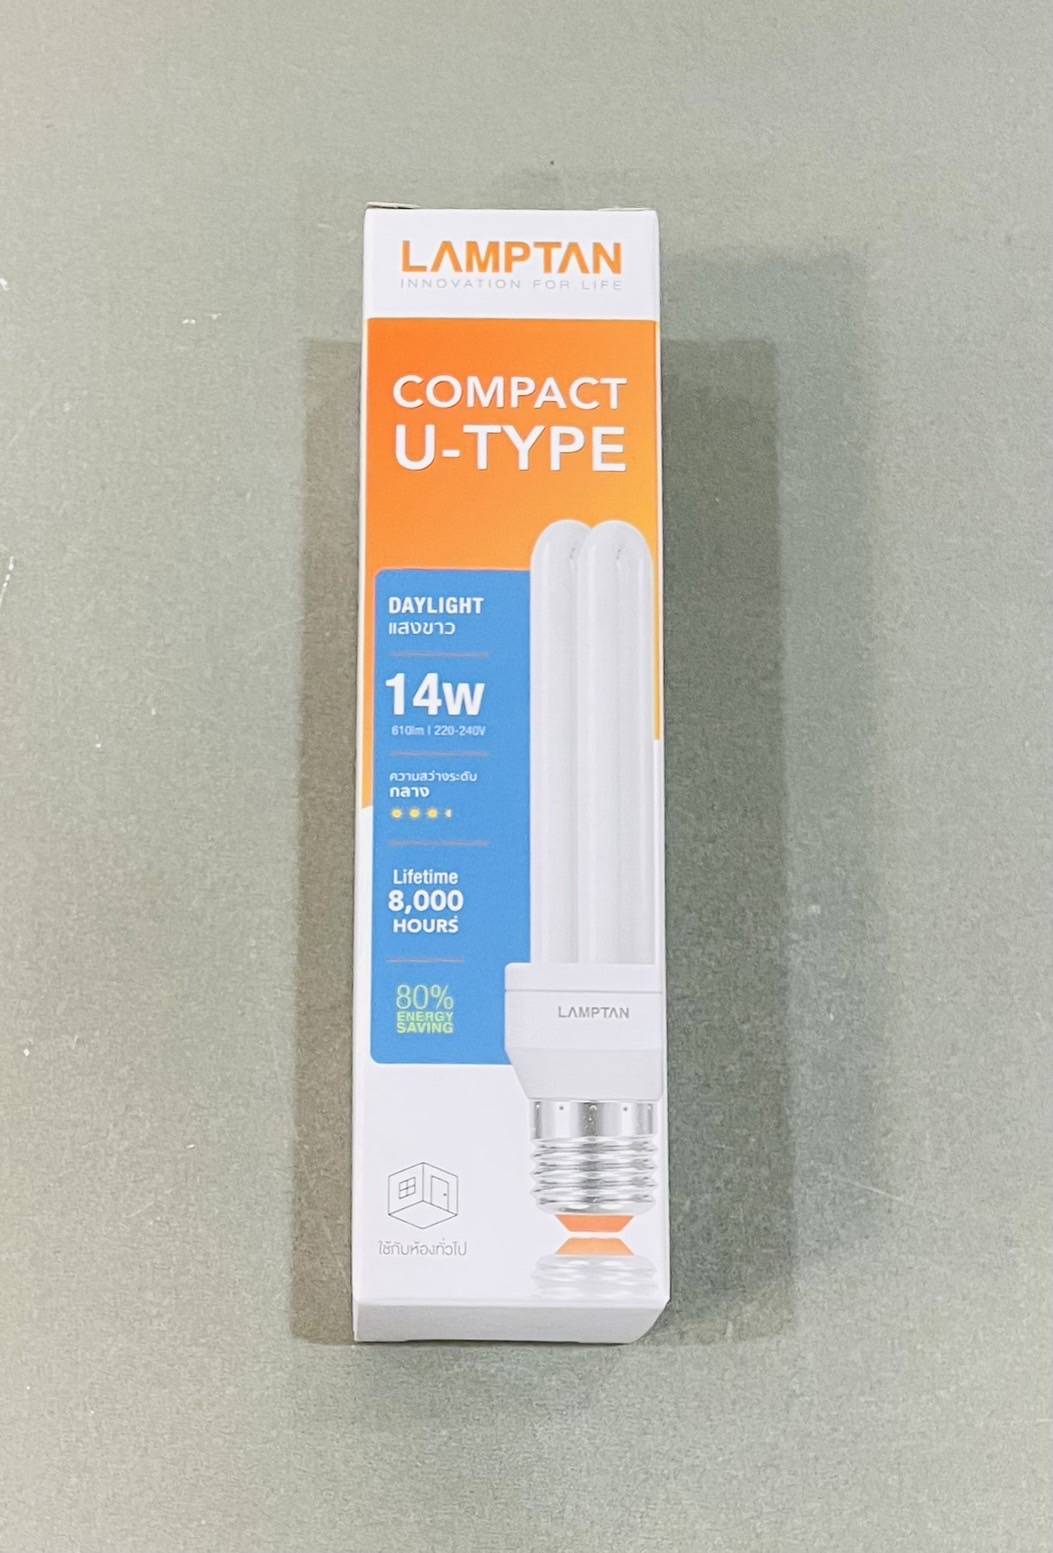 LAMPTAN
INNOVATION FOR LIFE
COMPACT
U-TYPE
DAYLIGHT
แสงขาว
14W
610lm | 220-240V
ความสว่างระดับ
กลาง
Lifetime
8,000
HOURS
80%
ENERGY
SAVING
LAMPTAN
ใช้กับห้องทั่วไป